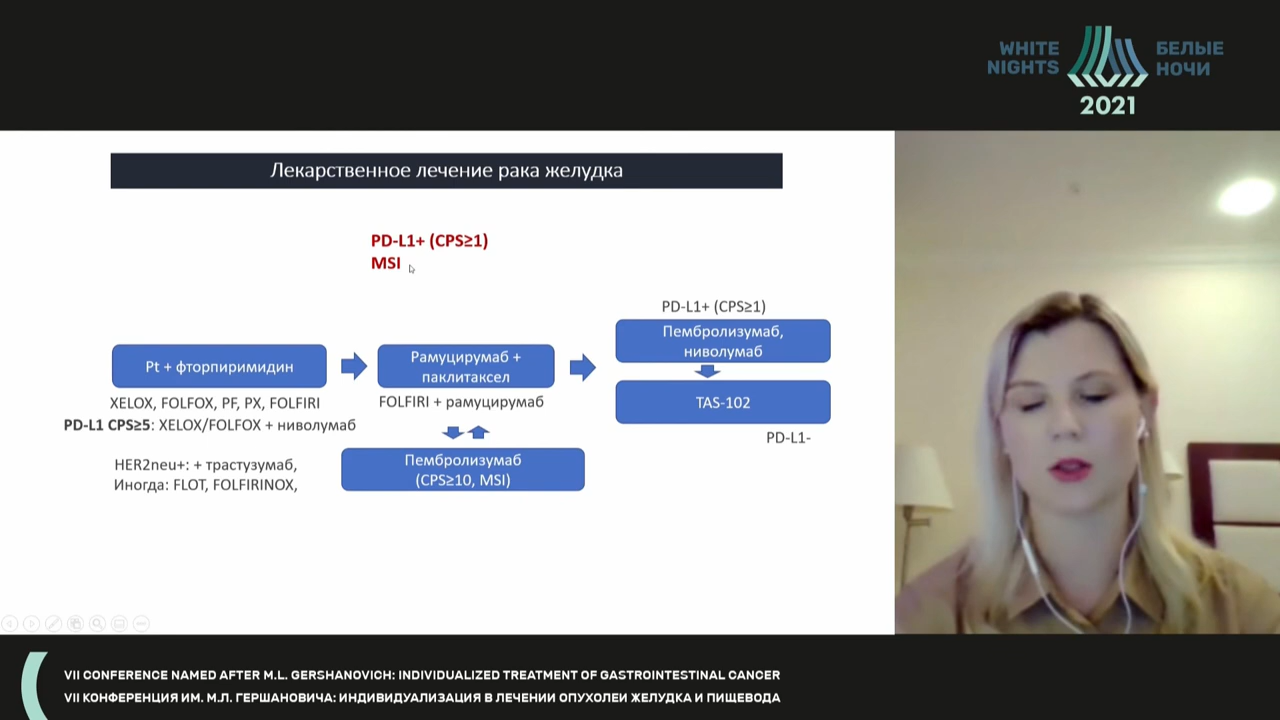 WHITE
NIGHTS
БЕЛЫЕ
НОЧИ
2021
Лекарственное лечение рака желудка
PD-L1+ (CPS≥1)
MSI
Pt + фторпиримидин
XELOX, FOLFOX, PF, PX, FOLFIRI
PD-L1 CPS≥5: XELOX/FOLFOX + ниволумаб
HER2neu+: + трастузумаб,
Иногда: FLOT, FOLFIRINOX,
Рамуцирумаб +
паклитаксел
FOLFIRI + рамуцирумаб
Пембролизумаб
(CPS≥10, MSI)
PD-L1+ (CPS≥1)
Пембролизумаб,
ниволумаб
TAS-102
PD-L1-
VII CONFERENCE NAMED AFTER M.L. GERSHANOVICH: INDIVIDUALIZED TREATMENT OF GASTROINTESTINAL CANCER
VII КОНФЕРЕНЦИЯ ИМ. М.Л. ГЕРШАНОВИЧА: ИНДИВИДУАЛИЗАЦИЯ В ЛЕЧЕНИИ ОПУХОЛЕЙ ЖЕЛУДКА И ПИЩЕВОДА